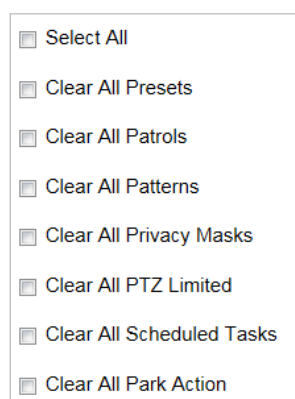 Select All
Clear All Presets
Clear All Patrols
Clear All Patterns
Clear All Privacy Masks
Clear All PTZ Limited
Clear All Scheduled Tasks
Clear All Park Action